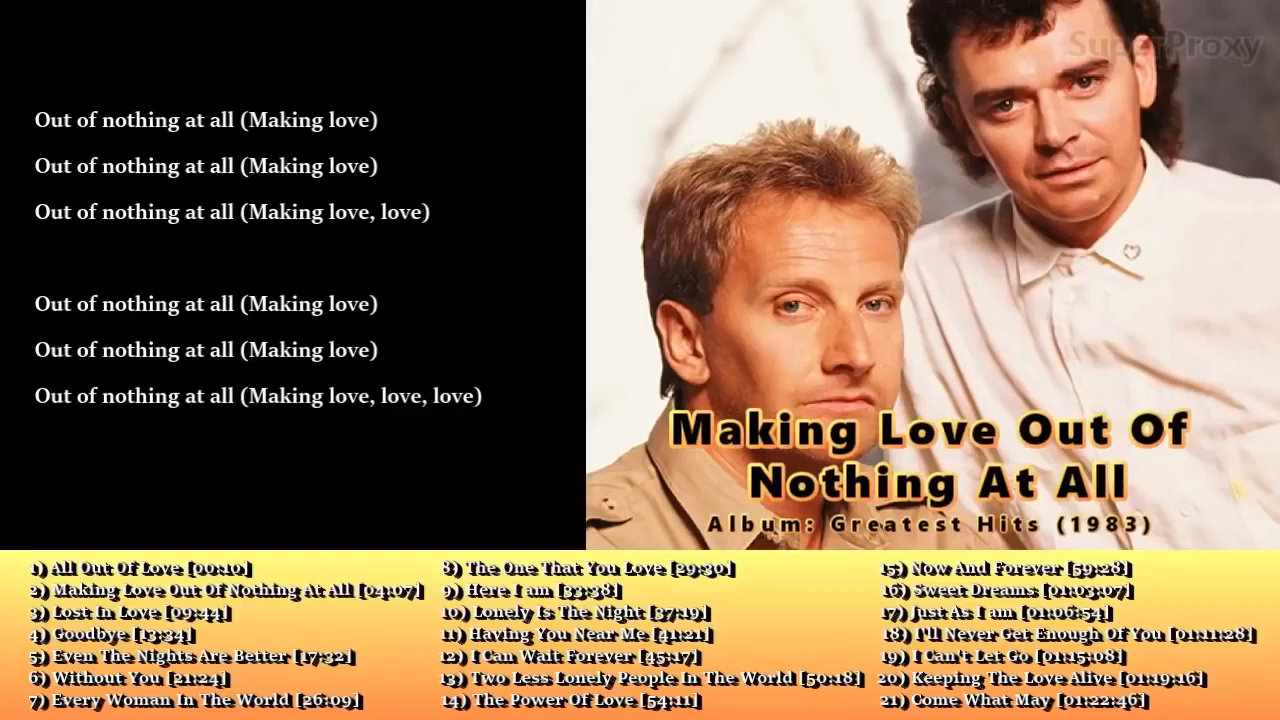 Out of nothing at all (Making love)
Out of nothing at all (Making love)
Out of nothing at all (Making love, love)
Out of nothing at all (Making love)
Out of nothing at all (Making love)
Out of nothing at all (Making love, love, love)
SuperProxy
Making Love Out Of
Nothing At All
Album: Greatest Hits (1983)
1) All Out Of Love [00:10]
2) Making Love Out Of Nothing At All [04:07]
3) Lost In Love [09:44]
4) Goodbye [13:34]
5) Even The Nights Are Better [17:32]
6) Without You [21:24]
7) Every Woman In The World [26:09]
8) The One That You Love [29:30]
9) Here I am [33:38]
10) Lonely Is The Night [37:19]
11) Having You Near Me [41:21]
12) I Can Wait Forever [45:17]
13) Two Less Lonely People In The World [50:18]
14) The Power Of Love [54:11]
15) Now And Forever [59:28]
16) Sweet Dreams [01:03:07]
17) Just As I am [01:06:54]
18) I'll Never Get Enough Of You [01:11:28]
19) I Can't Let Go [01:15:08]
20) Keeping The Love Alive [01:19:16]
21) Come What May [01:22:46]